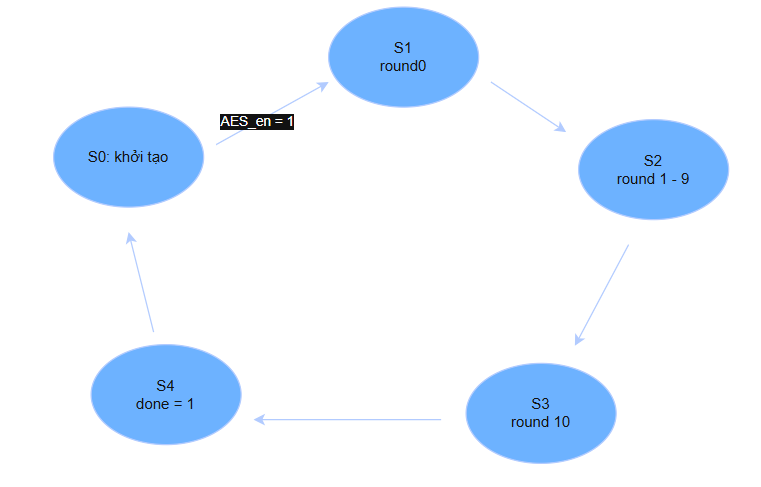 S1
round0
AES_en = 1
S0: khởi tạo
S2
round 1 - 9
S4
done = 1
S3
round 10